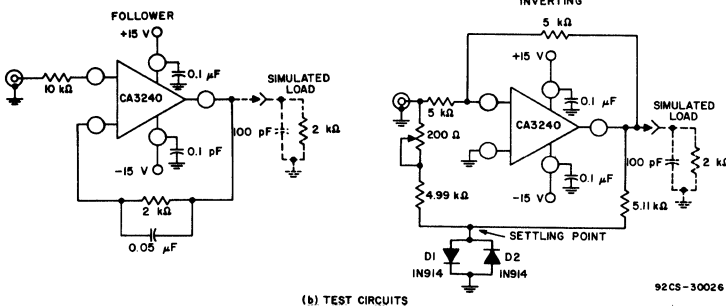 FOLLOWER
+15 V
0.1 µF
10 kΩ
CA3240
SIMULATED
LOAD
100 pF
2 kΩ
0.1 pF
-15 V
2 kΩ
0.05 µF
INVERTING
5 kΩ
+15 V
0.1 µF
5 kΩ
CA3240
SIMULATED
LOAD
200 Ω
100 pF
2 kΩ
0.1 µF
-15 V
4.99 kΩ
5.11 kΩ
SETTLING POINT
D1
1N914
D2
1N914
92CS-30026
(b) TEST CIRCUITS